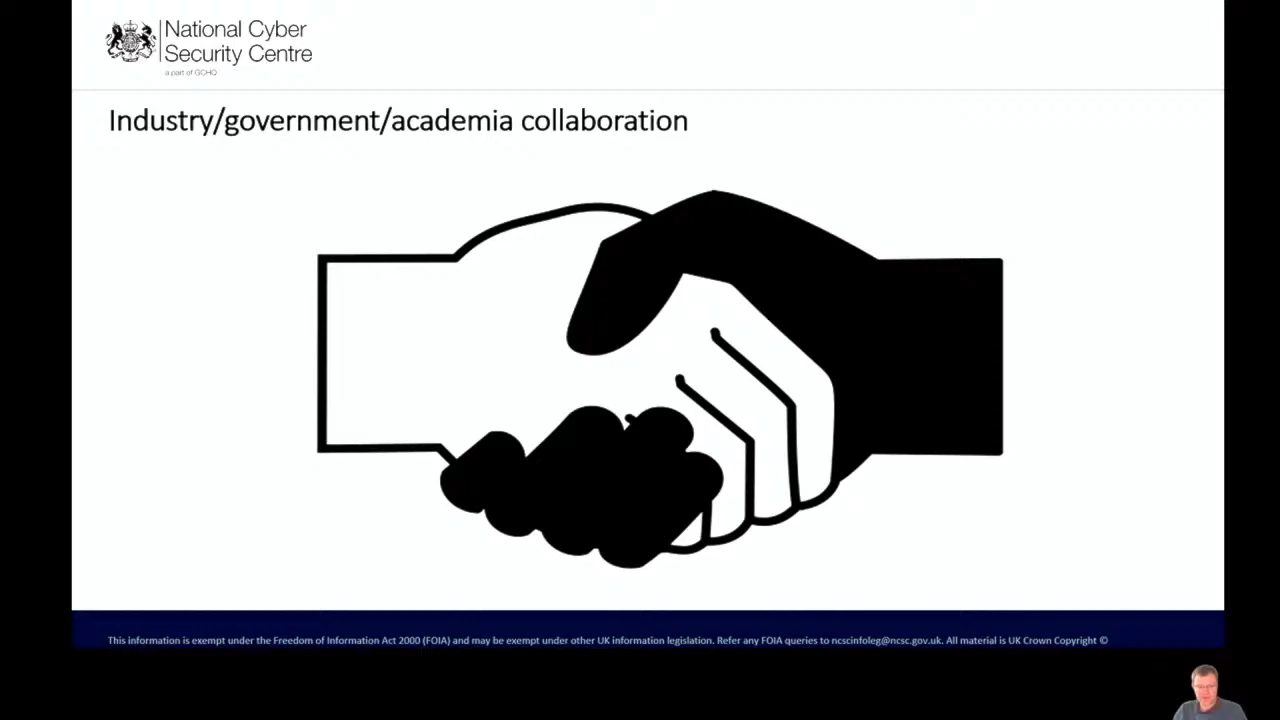 National Cyber
Security Centre
a part of GCHQ
Industry/government/academia collaboration
This information is exempt under the Freedom of Information Act 2000 (FOIA) and may be exempt under other UK information legislation. Refer any FOIA queries to ncscinfoleg@ncsc.gov.uk. All material is UK Crown Copyright ©